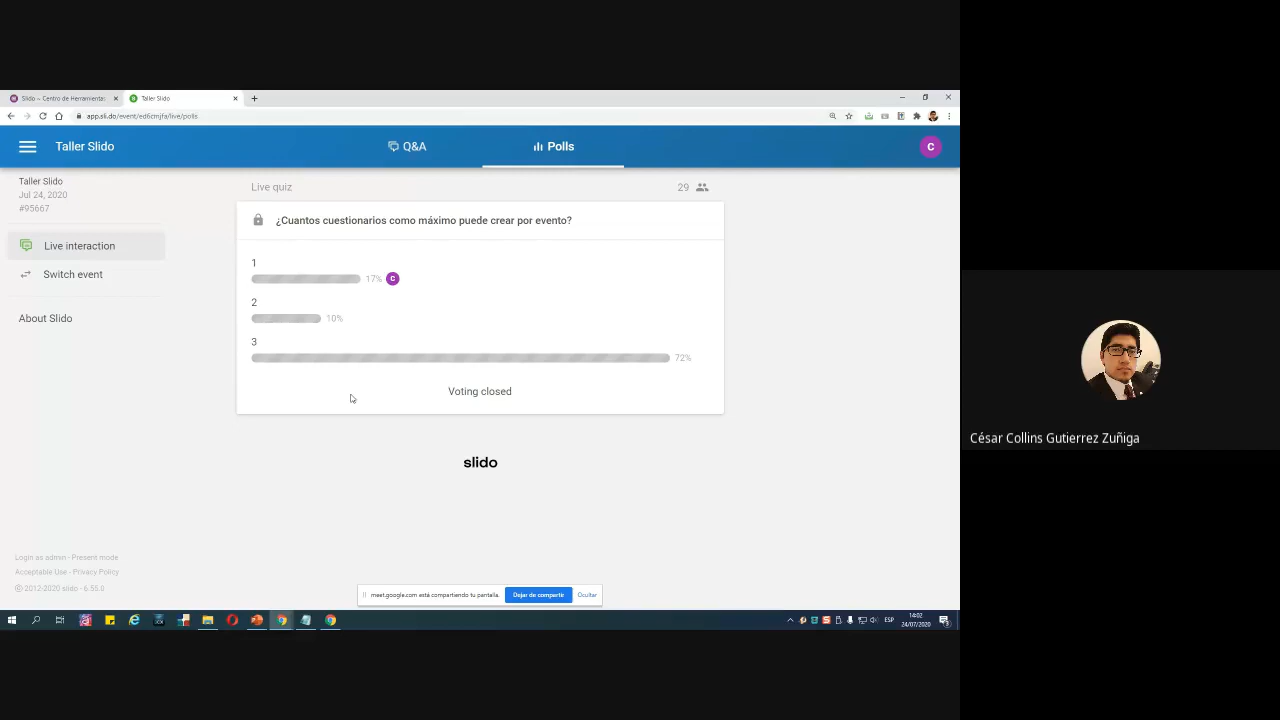 Slido – Centro de Herramientas
Taller Slido
app.sli.do/event/ed6cmjfa/live/polls
Taller Slido
Q&A
Polls
C
Taller Slido
Jul 24, 2020
#95667
Live interaction
Switch event
About Slido
Live quiz
29
¿Cuantos cuestionarios como máximo puede crear por evento?
1
17%
C
2
10%
3
72%
Voting closed
slido
Login as admin - Present mode
Acceptable Use - Privacy Policy
© 2012-2020 slido - 6.55.0
meet.google.com está compartiendo tu pantalla.
Dejar de compartir
Ocultar
ESP
14:02
24/07/2020
César Collins Gutierrez Zuñiga